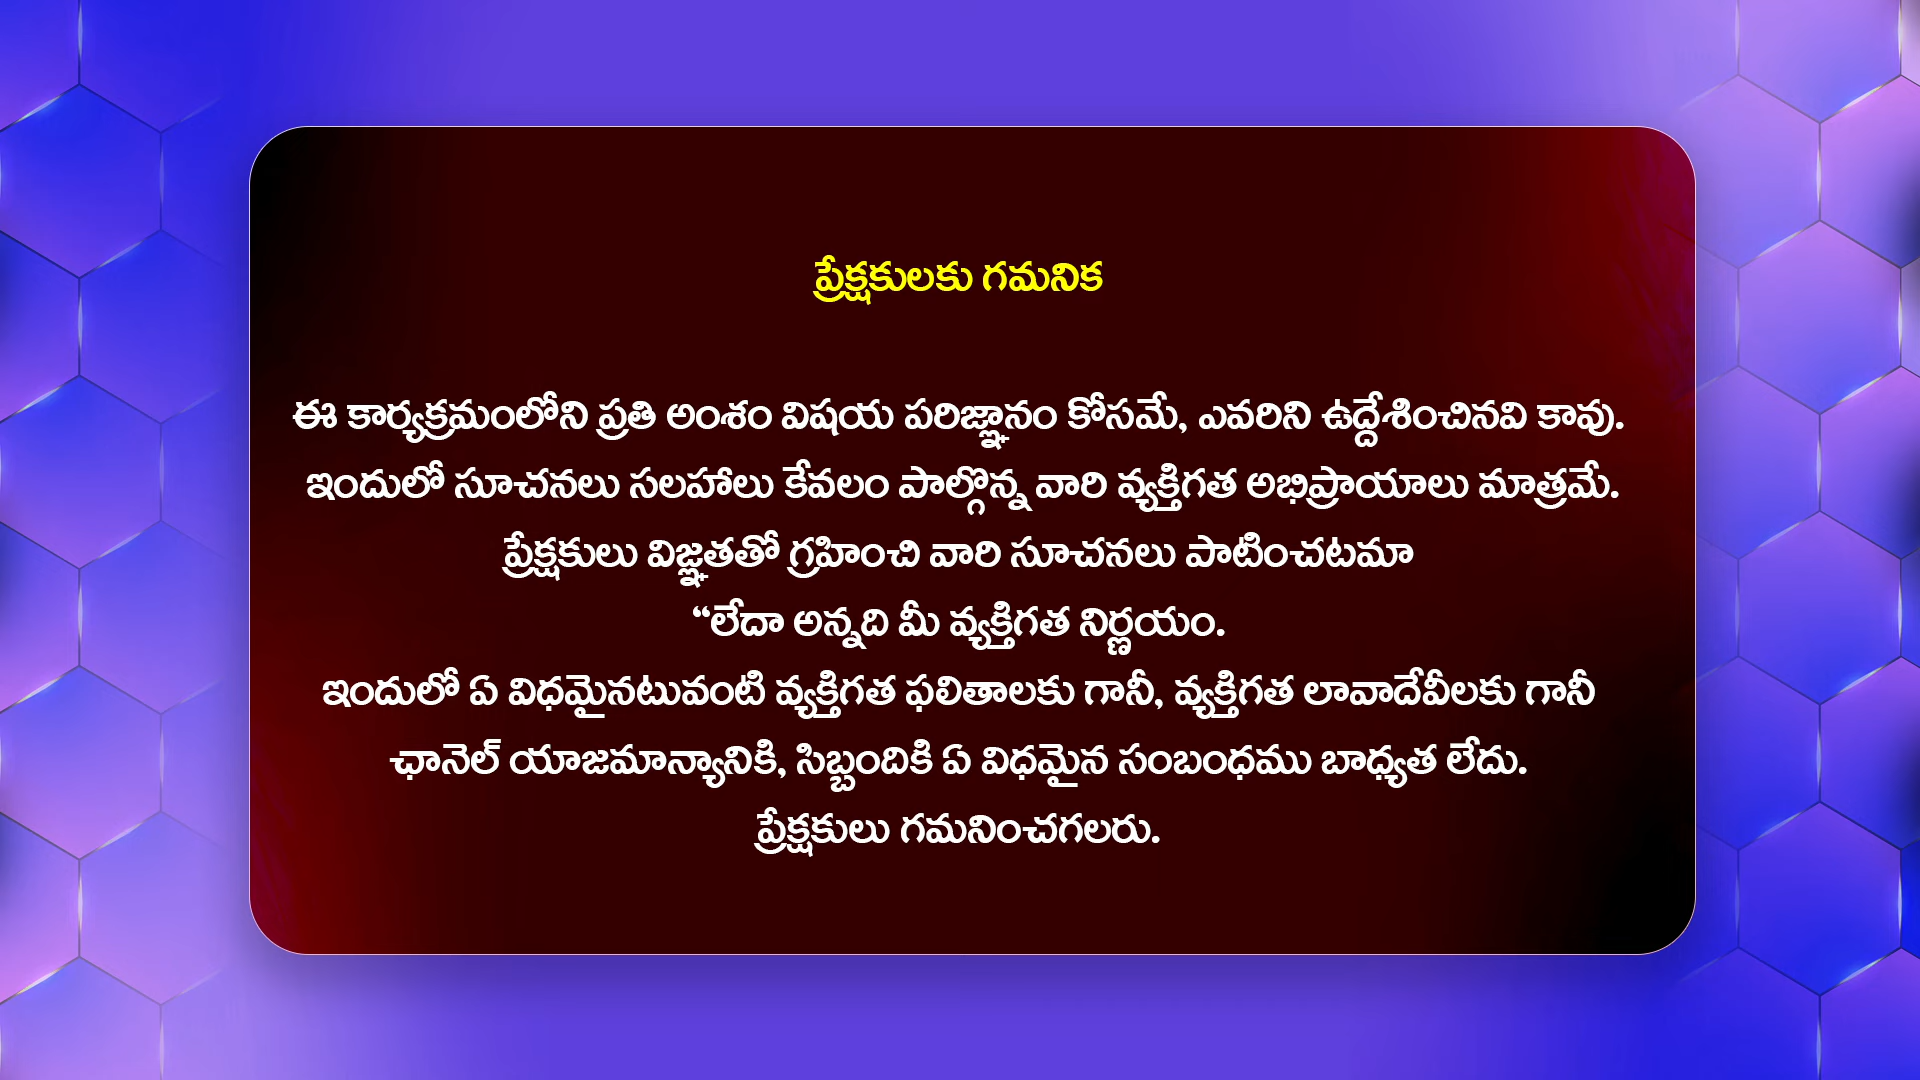 ప్రేక్షకులకు గమనిక
ఈ కార్యక్రమంలోని ప్రతి అంశం విషయ పరిజ్ఞానం కోసమే, ఎవరిని ఉద్దేశించినవి కావు.
ఇందులో సూచనలు సలహాలు కేవలం పాల్గొన్న వారి వ్యక్తిగత అభిప్రాయాలు మాత్రమే.
ప్రేక్షకులు విజ్ఞతతో గ్రహించి వారి సూచనలు పాటించటమా
“లేదా అన్నది మీ వ్యక్తిగత నిర్ణయం.
ఇందులో ఏ విధమైనటువంటి వ్యక్తిగత ఫలితాలకు గానీ, వ్యక్తిగత లావాదేవీలకు గానీ
ఛానెల్ యాజమాన్యానికి, సిబ్బందికి ఏ విధమైన సంబంధము బాధ్యత లేదు.
ప్రేక్షకులు గమనించగలరు.